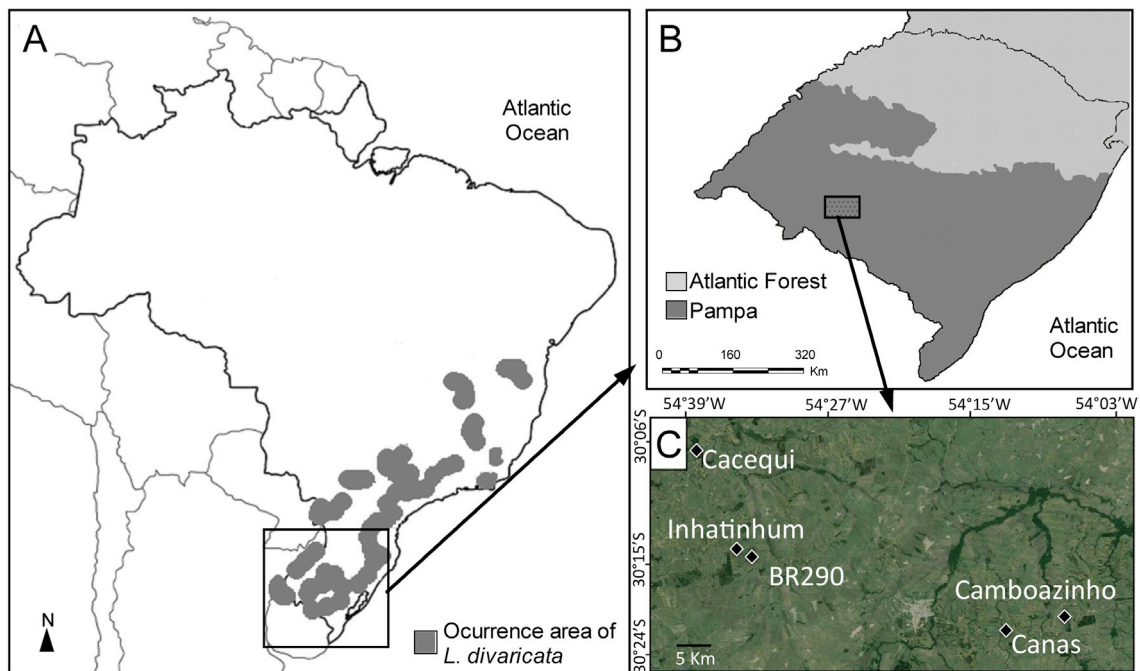 A
Atlantic
Ocean
N
Ocurrence area of
L. divaricata
B
Atlantic Forest
Pampa
0 160 320
Km
Atlantic
Ocean
54°39'W 54°27'W 54°15'W 54°03'W
30°06'S
30°15'S
30°24'S
C
Cacequi
Inhatinhum
BR290
Camboazinho
Canas
5 Km